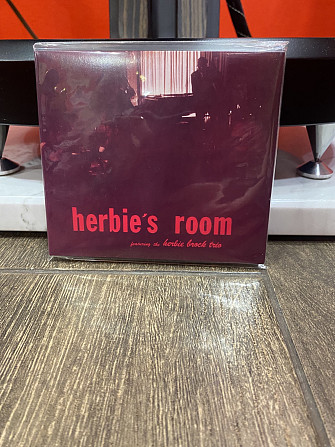 herbie's room
featuring the herbie brock trio